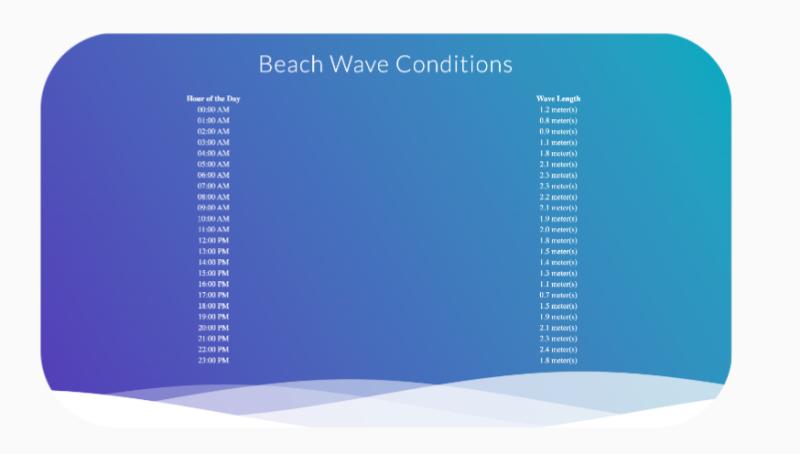 Beach Wave Conditions
Hour of the Day Wave Length
00:00 AM 1.2 meter(s)
01:00 AM 0.8 meter(s)
02:00 AM 0.9 meter(s)
03:00 AM 1.1 meter(s)
04:00 AM 1.8 meter(s)
05:00 AM 2.1 meter(s)
06:00 AM 2.3 meter(s)
07:00 AM 2.3 meter(s)
08:00 AM 2.2 meter(s)
09:00 AM 2.1 meter(s)
10:00 AM 1.9 meter(s)
11:00 AM 2.0 meter(s)
12:00 PM 1.8 meter(s)
13:00 PM 1.5 meter(s)
14:00 PM 1.4 meter(s)
15:00 PM 1.3 meter(s)
16:00 PM 1.1 meter(s)
17:00 PM 0.7 meter(s)
18:00 PM 1.5 meter(s)
19:00 PM 1.9 meter(s)
20:00 PM 2.1 meter(s)
21:00 PM 2.3 meter(s)
22:00 PM 2.4 meter(s)
23:00 PM 1.8 meter(s)